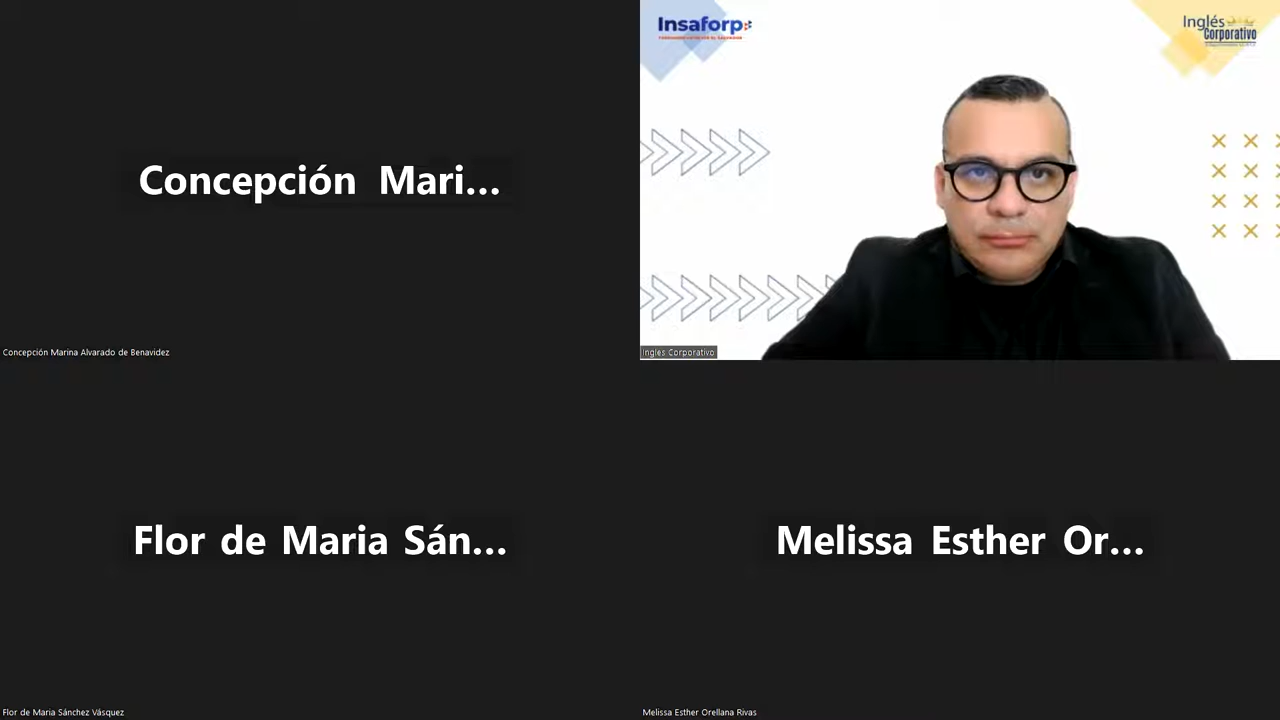 Concepción Mari...
Concepción Marina Alvarado de Benavidez
Insaforp
Inglés
Corporativo
Ingles Corporativo
Flor de Maria Sán...
Flor de Maria Sánchez Vásquez
Melissa Esther Or...
Melissa Esther Orellana Rivas